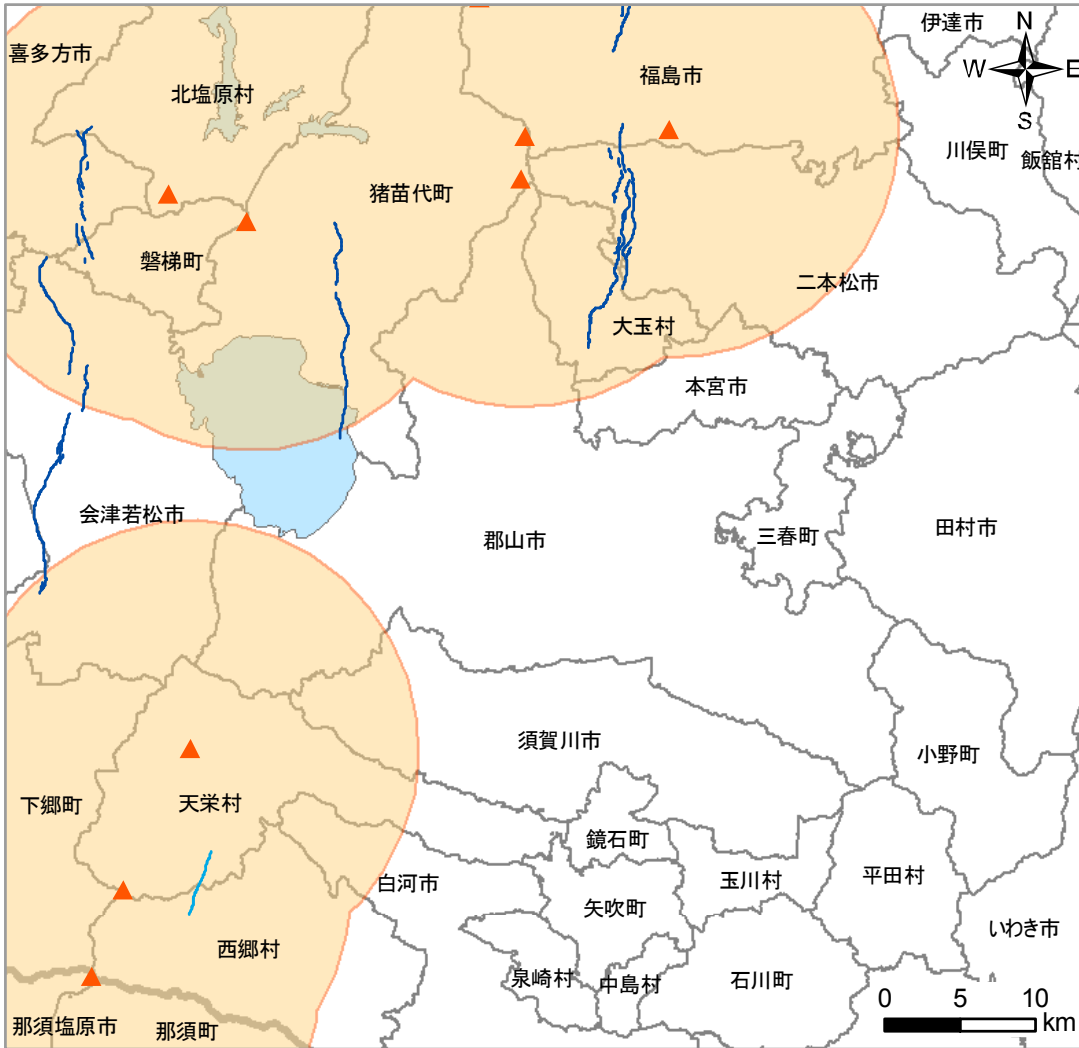 伊達市
N
喜多方市
福島市
W
E
北塩原村
S
川俣町
飯舘村
猪苗代町
磐梯町
二本松市
大玉村
本宮市
会津若松市
郡山市
三春町
田村市
須賀川市
小野町
下郷町
天栄村
鏡石町
白河市
玉川村
平田村
矢吹町
いわき市
西郷村
泉崎村
中島村
石川町
0 5 10
km
那須塩原市
那須町